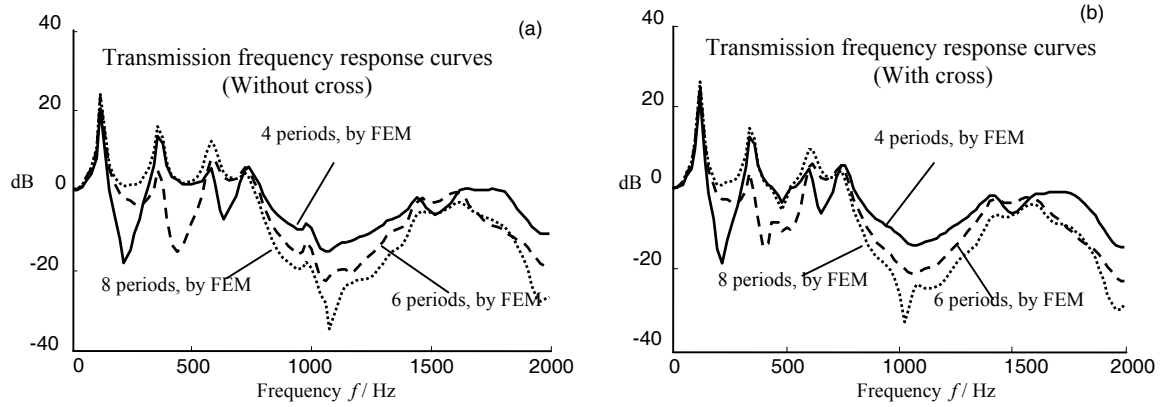 (a)
Transmission frequency response curves
(Without cross)
4 periods, by FEM
8 periods, by FEM
6 periods, by FEM
40
20
0
-20
-40
dB
0
500
1000
1500
2000
Frequency f / Hz
(b)
Transmission frequency response curves
(With cross)
4 periods, by FEM
8 periods, by FEM
6 periods, by FEM
40
20
0
-20
-40
dB
0
500
1000
1500
2000
Frequency f / Hz